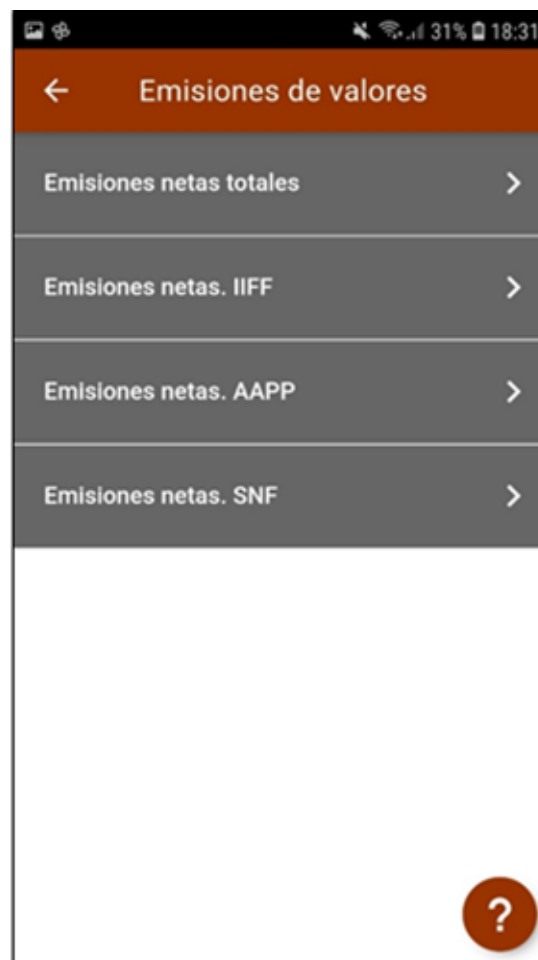 31% 18:31
Emisiones de valores
Emisiones netas totales
Emisiones netas. IIFF
Emisiones netas. AAPP
Emisiones netas. SNF
?